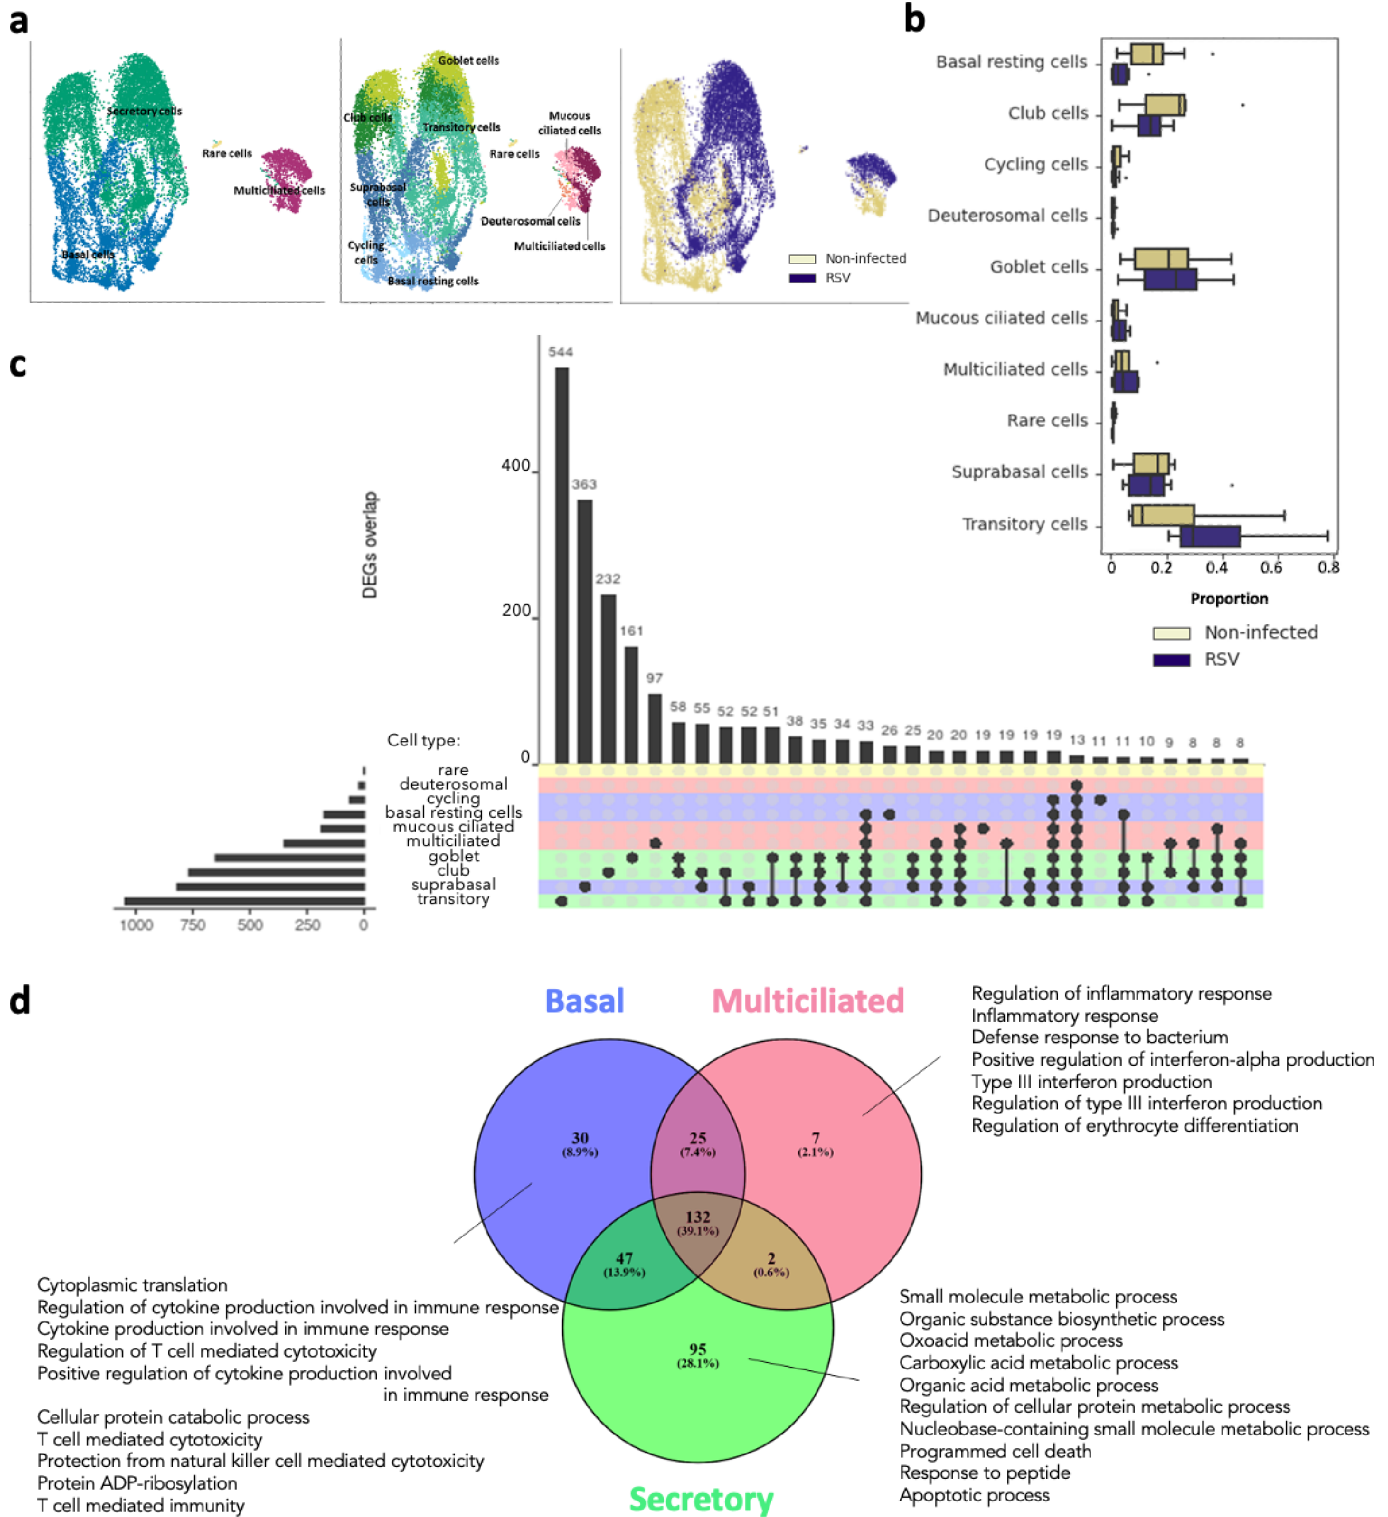 a
Secretory cells
Rare cells
Multiciliated cells
Basal cells
Goblet cells
Club cells
Transitory cells
Mucous
ciliated cells
Rare cells
Suprabasal
cells
Deuterosomal cells
Multiciliated cells
Cycling
cells
Basal resting cells
Non-infected
RSV
b
Basal resting cells
Club cells
Cycling cells
Deuterosomal cells
Goblet cells
Mucous ciliated cells
Multiciliated cells
Rare cells
Suprabasal cells
Transitory cells
0 0.2 0.4 0.6 0.8
Proportion
Non-infected
RSV
c
DEGs overlap
400
200
0
544 363 232 161 97 58 55 52 52 51 38 35 34 33 26 25 20 20 19 19 19 19 13 11 11 10 9 8 8 8
Cell type:
rare
deuterosomal
cycling
basal resting cells
mucous ciliated
multiciliated
goblet
club
suprabasal
transitory
1000 750 500 250 0
d
Basal
Multiciliated
Secretory
30
(8.9%)
25
(7.4%)
7
(2.1%)
132
(39.1%)
47
(13.9%)
2
(0.6%)
95
(28.1%)
Regulation of inflammatory response
Inflammatory response
Defense response to bacterium
Positive regulation of interferon-alpha production
Type III interferon production
Regulation of type III interferon production
Regulation of erythrocyte differentiation
Cytoplasmic translation
Regulation of cytokine production involved in immune response
Cytokine production involved in immune response
Regulation of T cell mediated cytotoxicity
Positive regulation of cytokine production involved
in immune response
Cellular protein catabolic process
T cell mediated cytotoxicity
Protection from natural killer cell mediated cytotoxicity
Protein ADP-ribosylation
T cell mediated immunity
Small molecule metabolic process
Organic substance biosynthetic process
Oxoacid metabolic process
Carboxylic acid metabolic process
Organic acid metabolic process
Regulation of cellular protein metabolic process
Nucleobase-containing small molecule metabolic process
Programmed cell death
Response to peptide
Apoptotic process